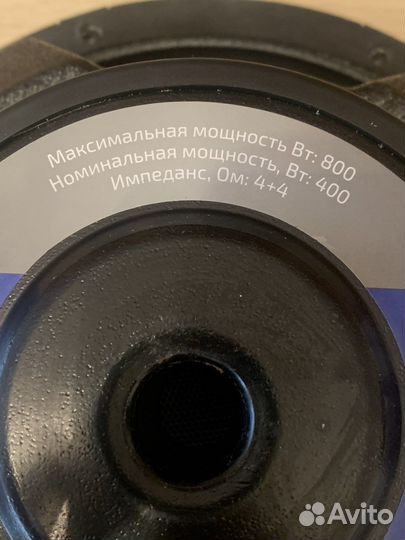 Максимальная мощность Вт: 800
Номинальная мощность, Вт: 400
Импеданс, Ом: 4+4
Avito